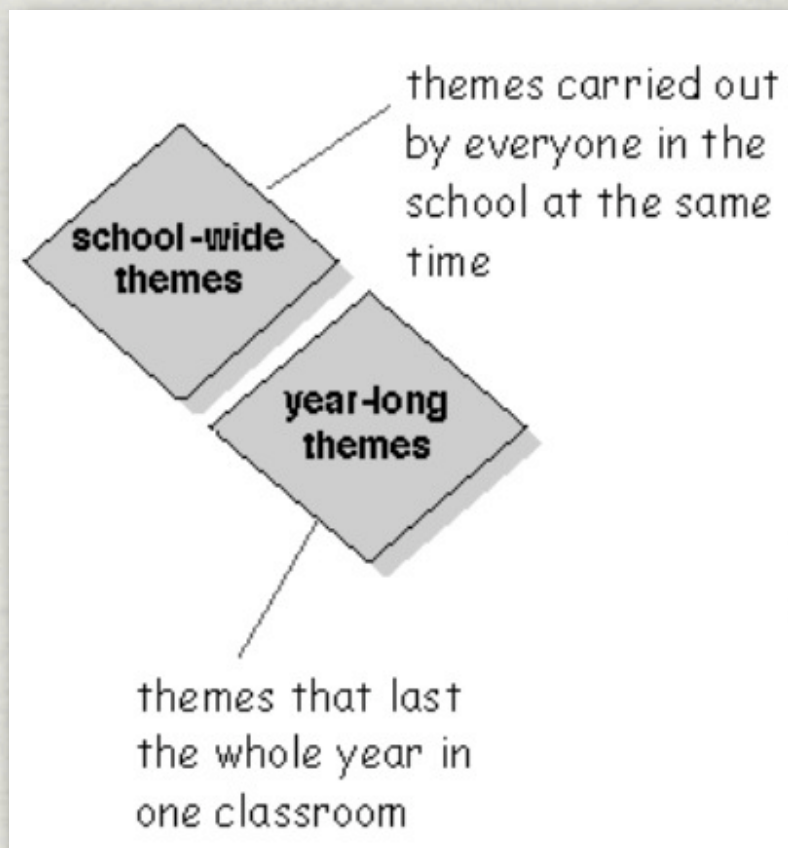 themes carried out
by everyone in the
school at the same
time
school-wide
themes
year-long
themes
themes that last
the whole year in
one classroom